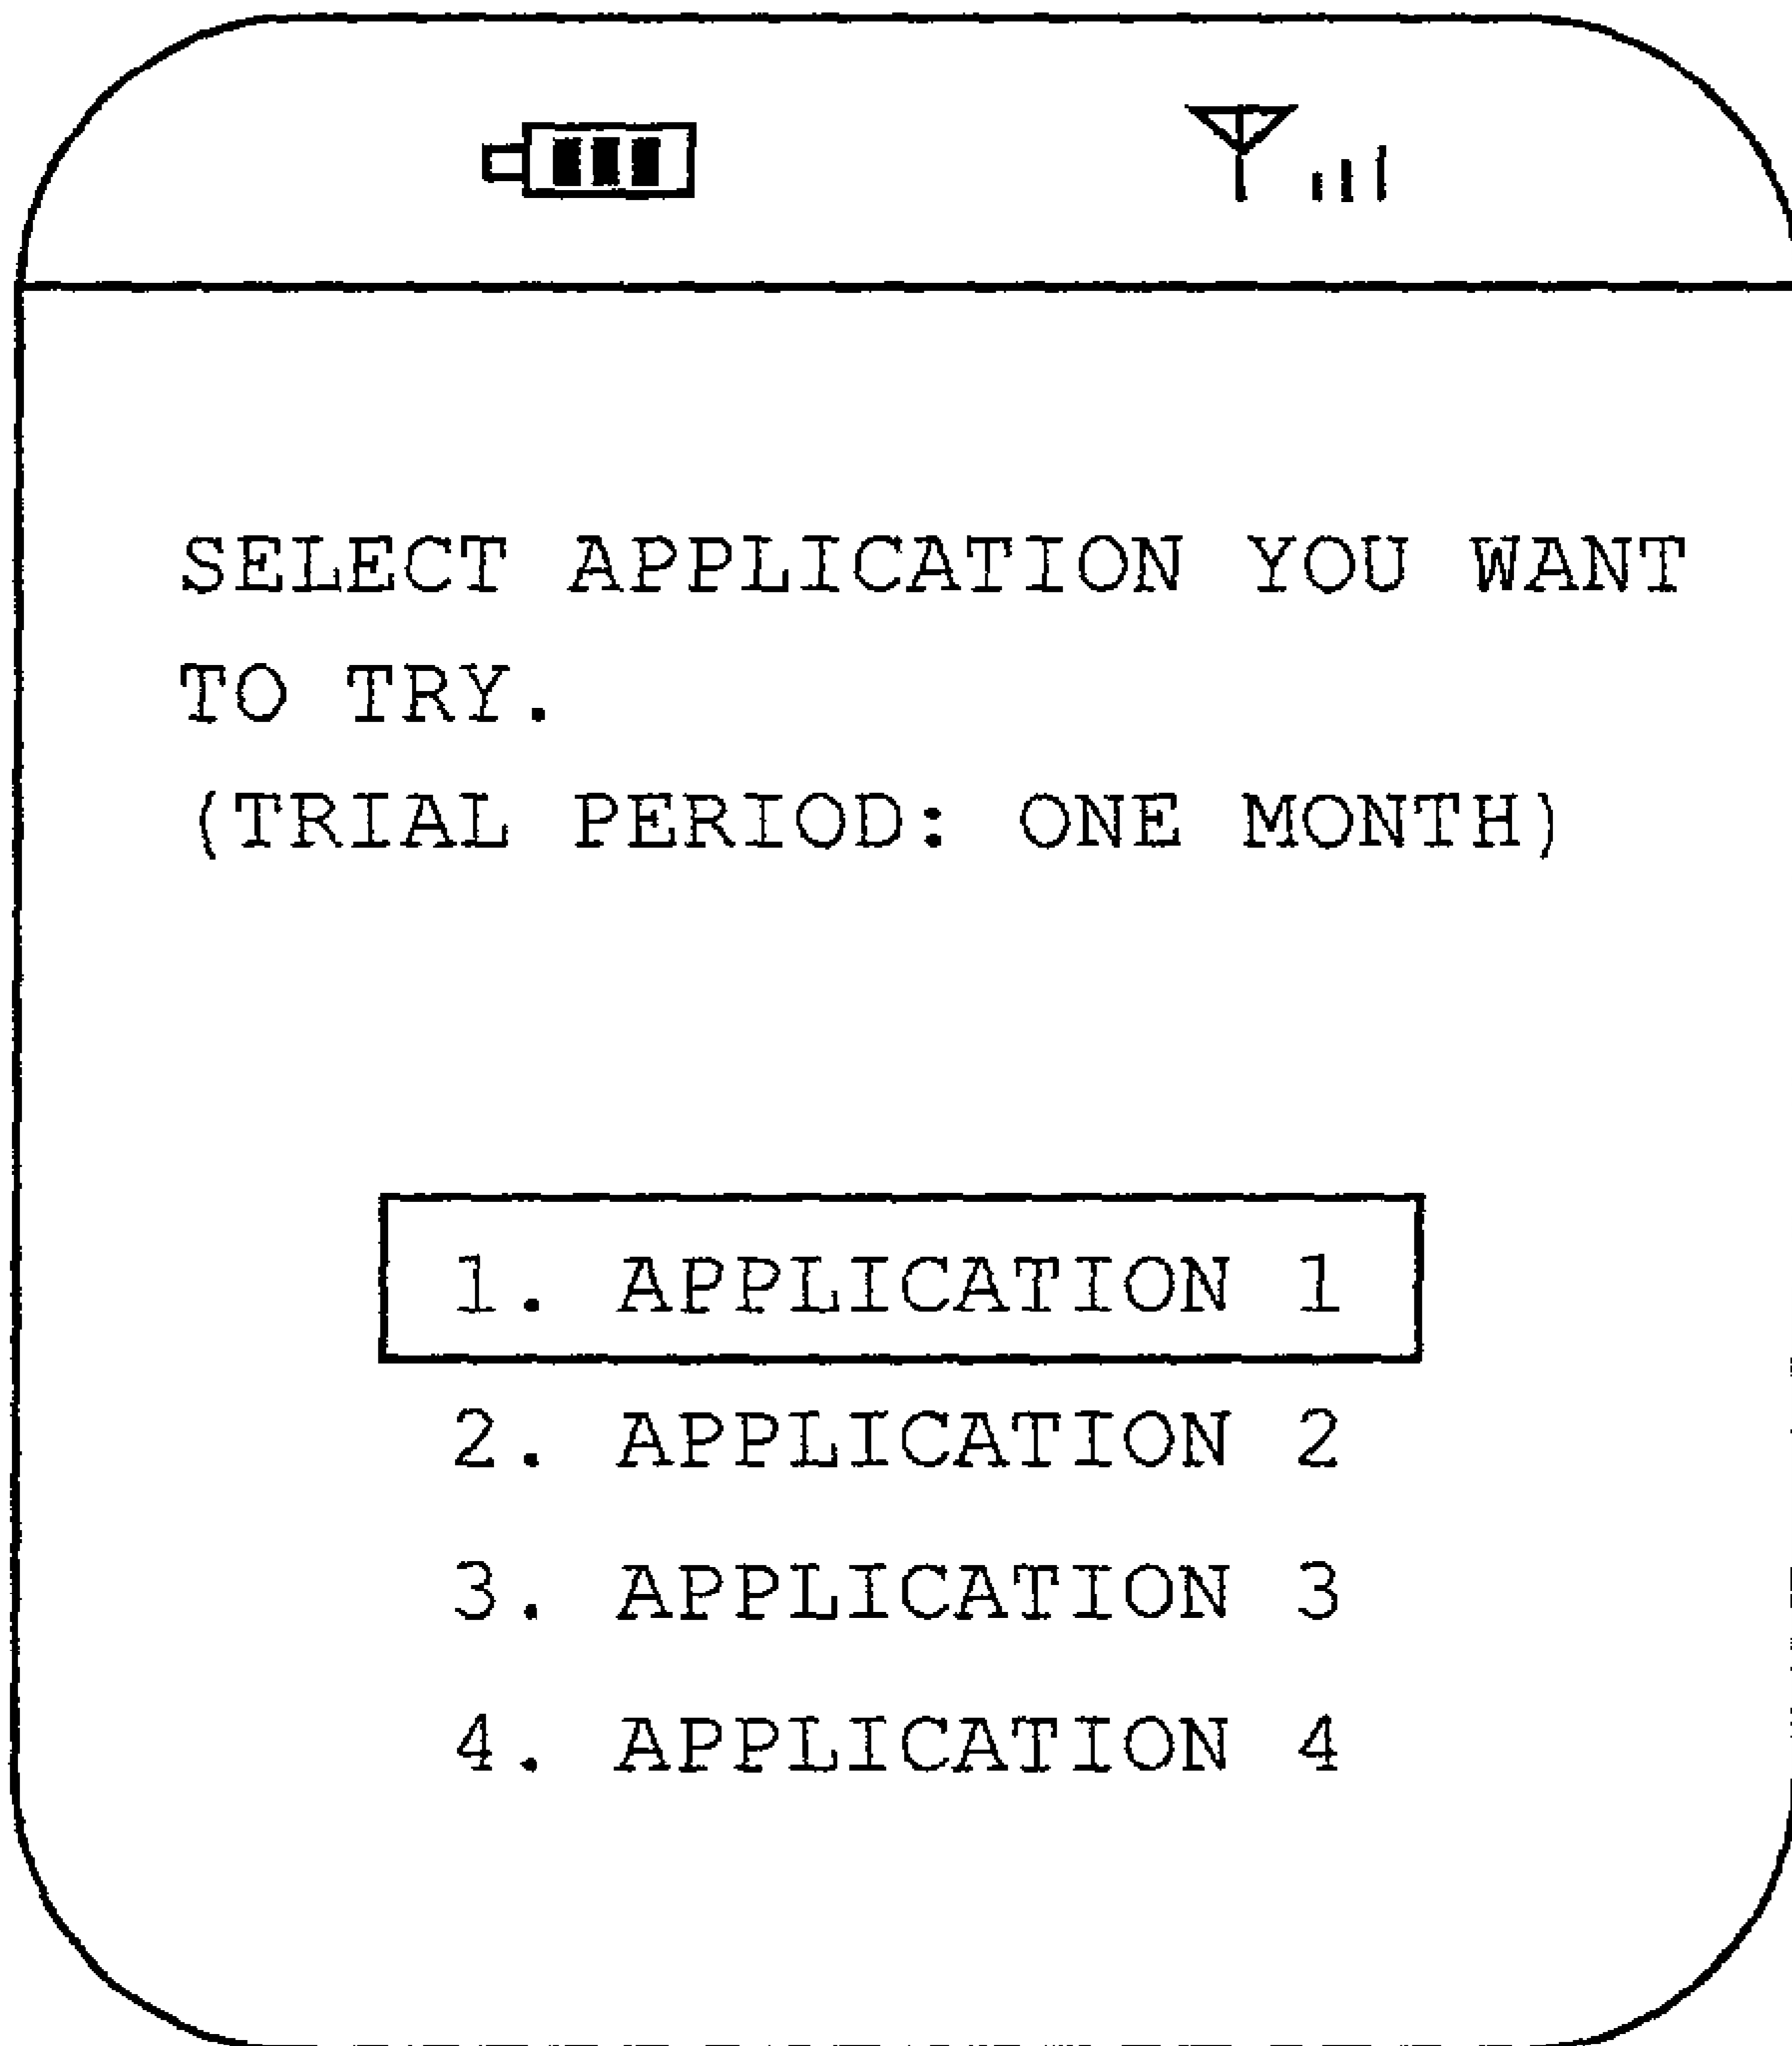 SELECT APPLICATION YOU WANT
TO TRY.
(TRIAL PERIOD: ONE MONTH)
1. APPLICATION 1
2. APPLICATION 2
3. APPLICATION 3
4. APPLICATION 4